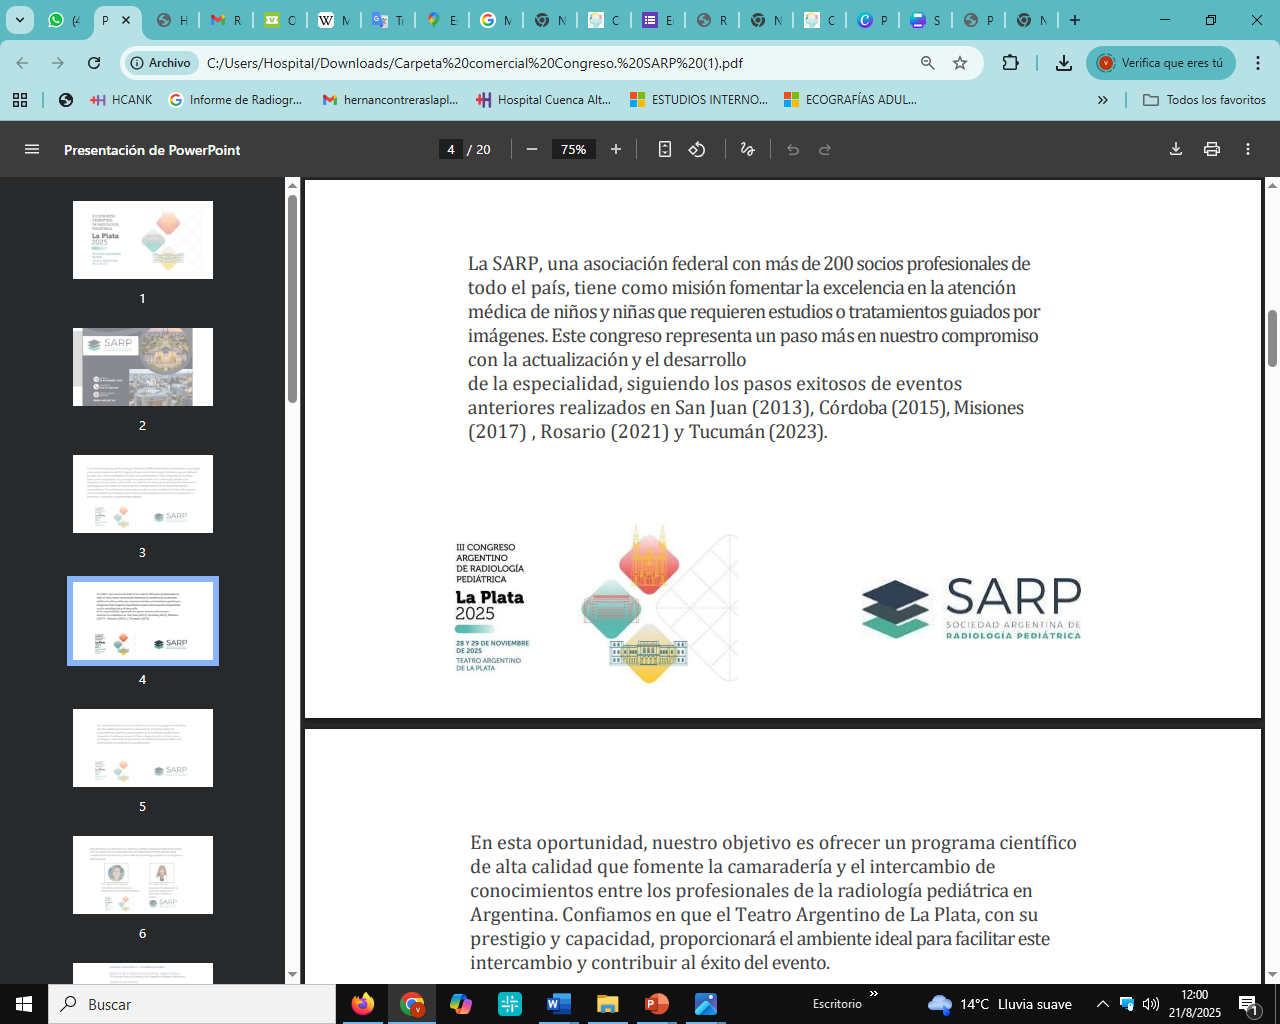 (4
P
H
R
C
M
Tr
E
M
N
C
E
R
N
C
P
S
P
N
Archivo
C:/Users/Hospital/Downloads/Carpeta%20comercial%20Congreso.%20SARP%20(1).pdf
Verifica que eres tú
HCANK
Informe de Radiogr...
hernancontreraslapl...
Hospital Cuenca Alt...
ESTUDIOS INTERNO...
ECOGRAFÍAS ADUL...
Todos los favoritos
Presentación de PowerPoint
4 / 20
75%
1
2
3
4
5
6
La SARP, una asociación federal con más de 200 socios profesionales de
todo el país, tiene como misión fomentar la excelencia en la atención
médica de niños y niñas que requieren estudios o tratamientos guiados por
imágenes. Este congreso representa un paso más en nuestro compromiso
con la actualización y el desarrollo
de la especialidad, siguiendo los pasos exitosos de eventos
anteriores realizados en San Juan (2013), Córdoba (2015), Misiones
(2017) , Rosario (2021) y Tucumán (2023).
III CONGRESO
ARGENTINO
DE RADIOLOGÍA
PEDIÁTRICA
La Plata
2025
28 Y 29 DE NOVIEMBRE
DE 2025
TEATRO ARGENTINO
DE LA PLATA
SARP
SOCIEDAD ARGENTINA DE
RADIOLOGÍA PEDIÁTRICA
En esta oportunidad, nuestro objetivo es ofrecer un programa científico
de alta calidad que fomente la camaradería y el intercambio de
conocimientos entre los profesionales de la radiología pediátrica en
Argentina. Confiamos en que el Teatro Argentino de La Plata, con su
prestigio y capacidad, proporcionará el ambiente ideal para facilitar este
intercambio y contribuir al éxito del evento.
Buscar
Escritorio
14°C Lluvia suave
12:00
21/8/2025
1